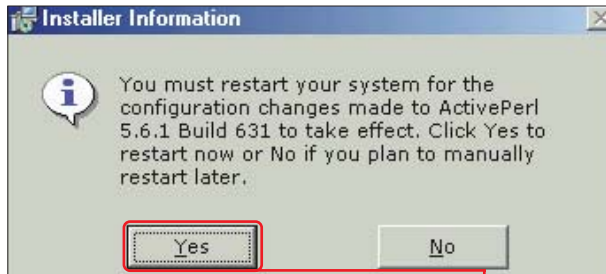 Installer Information
You must restart your system for the
configuration changes made to ActivePerl
5.6.1 Build 631 to take effect. Click Yes to
restart now or No if you plan to manually
restart later.
Yes
No